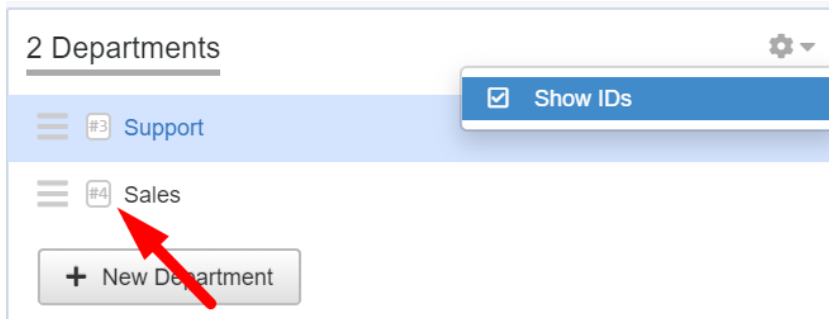 2 Departments
Show IDs
#3 Support
#4 Sales
+ New Department